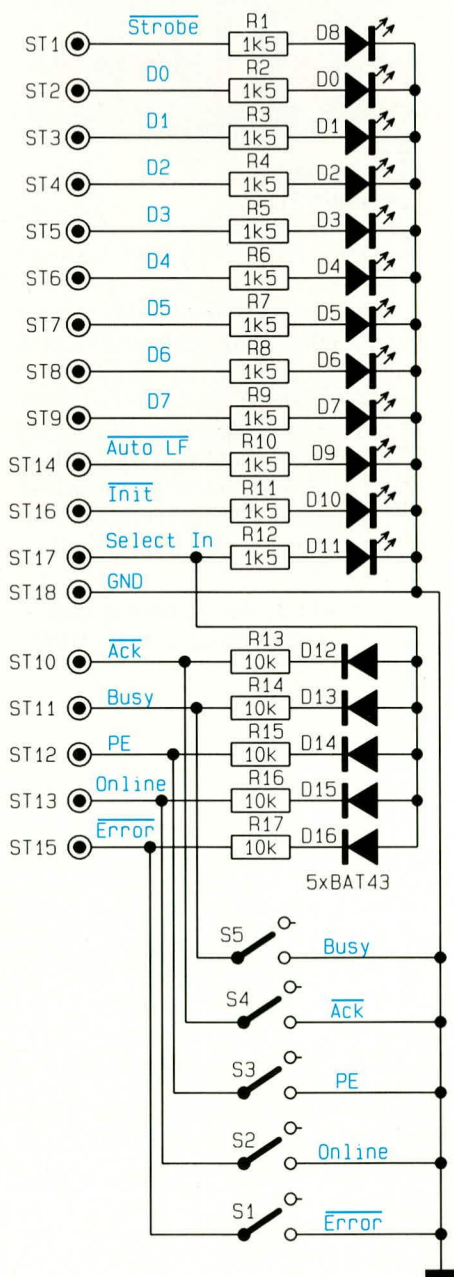 ST1 Strobe R1 1k5 D8
ST2 D0 R2 1k5 D0
ST3 D1 R3 1k5 D1
ST4 D2 R4 1k5 D2
ST5 D3 R5 1k5 D3
ST6 D4 R6 1k5 D4
ST7 D5 R7 1k5 D5
ST8 D6 R8 1k5 D6
ST9 D7 R9 1k5 D7
ST14 Auto LF R10 1k5 D9
ST16 Init R11 1k5 D10
ST17 Select In R12 1k5 D11
ST18 GND
ST10 Ack R13 10k D12
ST11 Busy R14 10k D13
ST12 PE R15 10k D14
ST13 Online R16 10k D15
ST15 Error R17 10k D16
5xBAT43
S5 Busy
S4 Ack
S3 PE
S2 Online
S1 Error